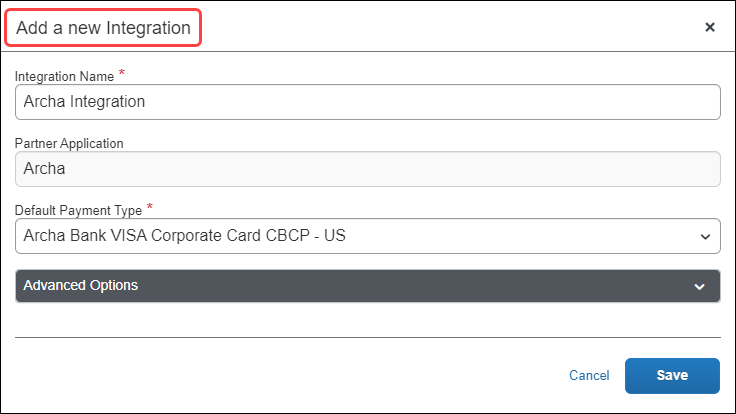 Add a new Integration
Integration Name *
Archa Integration
Partner Application
Archa
Default Payment Type *
Archa Bank VISA Corporate Card CBCP - US
Advanced Options
Cancel
Save